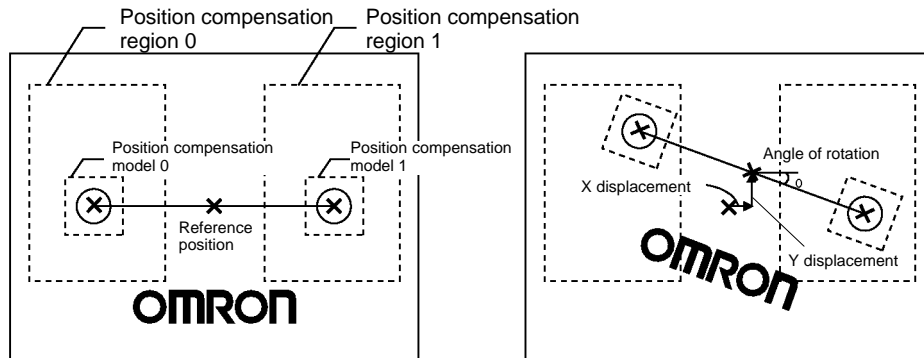 Position compensation
region 0
Position compensation
region 1
Position compensation
model 0
Position compensation
model 1
Reference
position
OMRON
Angle of rotation
θ
X displacement
Y displacement
OMRON